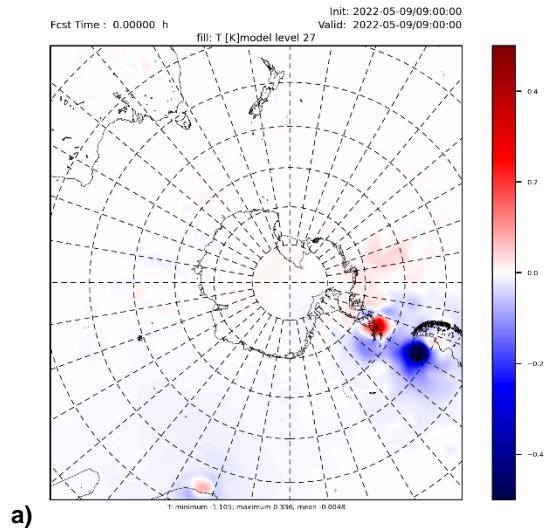 Init: 2022-05-09/09:00:00
Fcst Time : 0.00000 h
Valid: 2022-05-09/09:00:00
fill: T [K]model level 27
0.4
0.2
0.0
−0.2
−0.4
T: minimum -1.105; maximum 0.336; mean -0.0048
a)